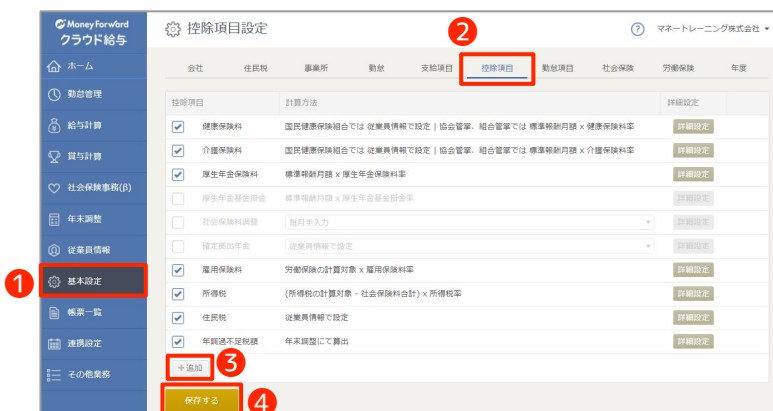 MoneyForward
クラウド給与
控除項目設定
? マネートレーニング株式会社
2
ホーム
勤怠管理
給与計算
賞与計算
社会保険事務(β)
年末調整
従業員情報
1
基本設定
帳票一覧
連携設定
その他業務
会社 住民税 事業所 勤怠 支給項目 控除項目 勤怠項目 社会保険 労働保険 年度
控除項目 計算方法 詳細設定
健康保険料 国民健康保険組合では 従業員情報で設定 | 協会管掌、組合管掌では 標準報酬月額 x 健康保険料率 詳細設定
介護保険料 国民健康保険組合では 従業員情報で設定 | 協会管掌、組合管掌では 標準報酬月額 x 介護保険料率 詳細設定
厚生年金保険料 標準報酬月額 x 厚生年金保険料率 詳細設定
厚生年金基金掛金 標準報酬月額 x 厚生年金基金掛金率 詳細設定
社会保険料調整 毎月手入力 詳細設定
確定拠出年金 従業員情報で設定 詳細設定
雇用保険料 労働保険の計算対象 x 雇用保険料率 詳細設定
所得税 (所得税の計算対象 - 社会保険料合計) x 所得税率 詳細設定
住民税 従業員情報で設定 詳細設定
年調過不足税額 年末調整にて算出 詳細設定
+追加 3
保存する 4